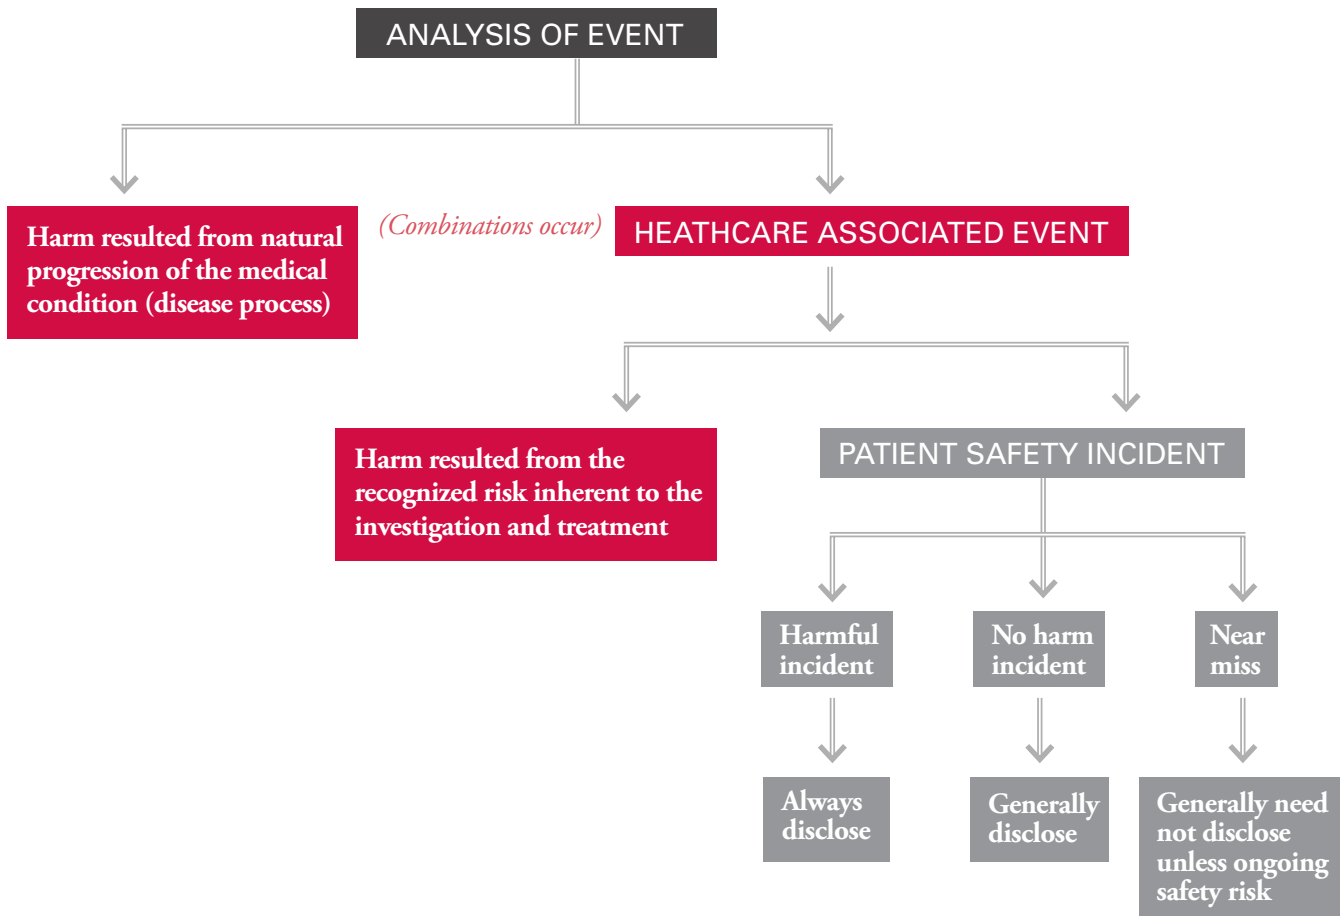 ANALYSIS OF EVENT
Harm resulted from natural
progression of the medical
condition (disease process)
(Combinations occur)
HEATHCARE ASSOCIATED EVENT
Harm resulted from the
recognized risk inherent to the
investigation and treatment
PATIENT SAFETY INCIDENT
Harmful
incident
No harm
incident
Near
miss
Always
disclose
Generally
disclose
Generally need
not disclose
unless ongoing
safety risk